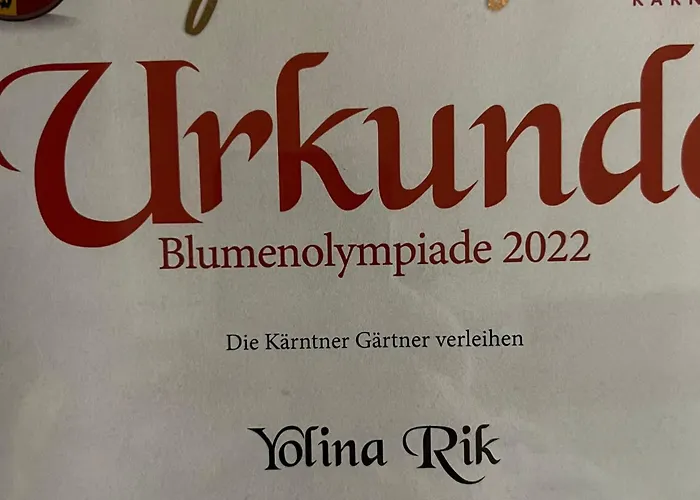 Urkunde
Blumenolympiade 2022
Die Kärntner Gärtner verleihen
Yolina Rik